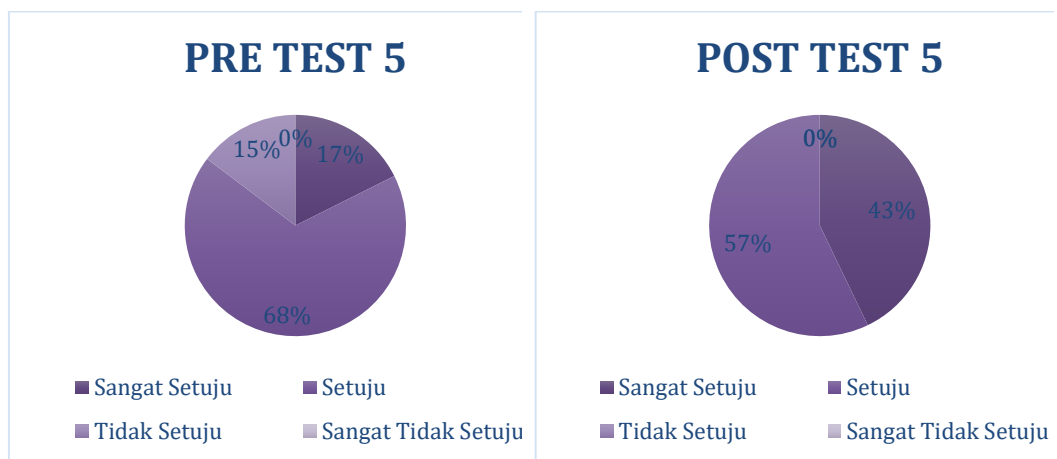 PRE TEST 5
0%
15%
17%
68%
Sangat Setuju
Setuju
Tidak Setuju
Sangat Tidak Setuju
POST TEST 5
0%
43%
57%
Sangat Setuju
Setuju
Tidak Setuju
Sangat Tidak Setuju